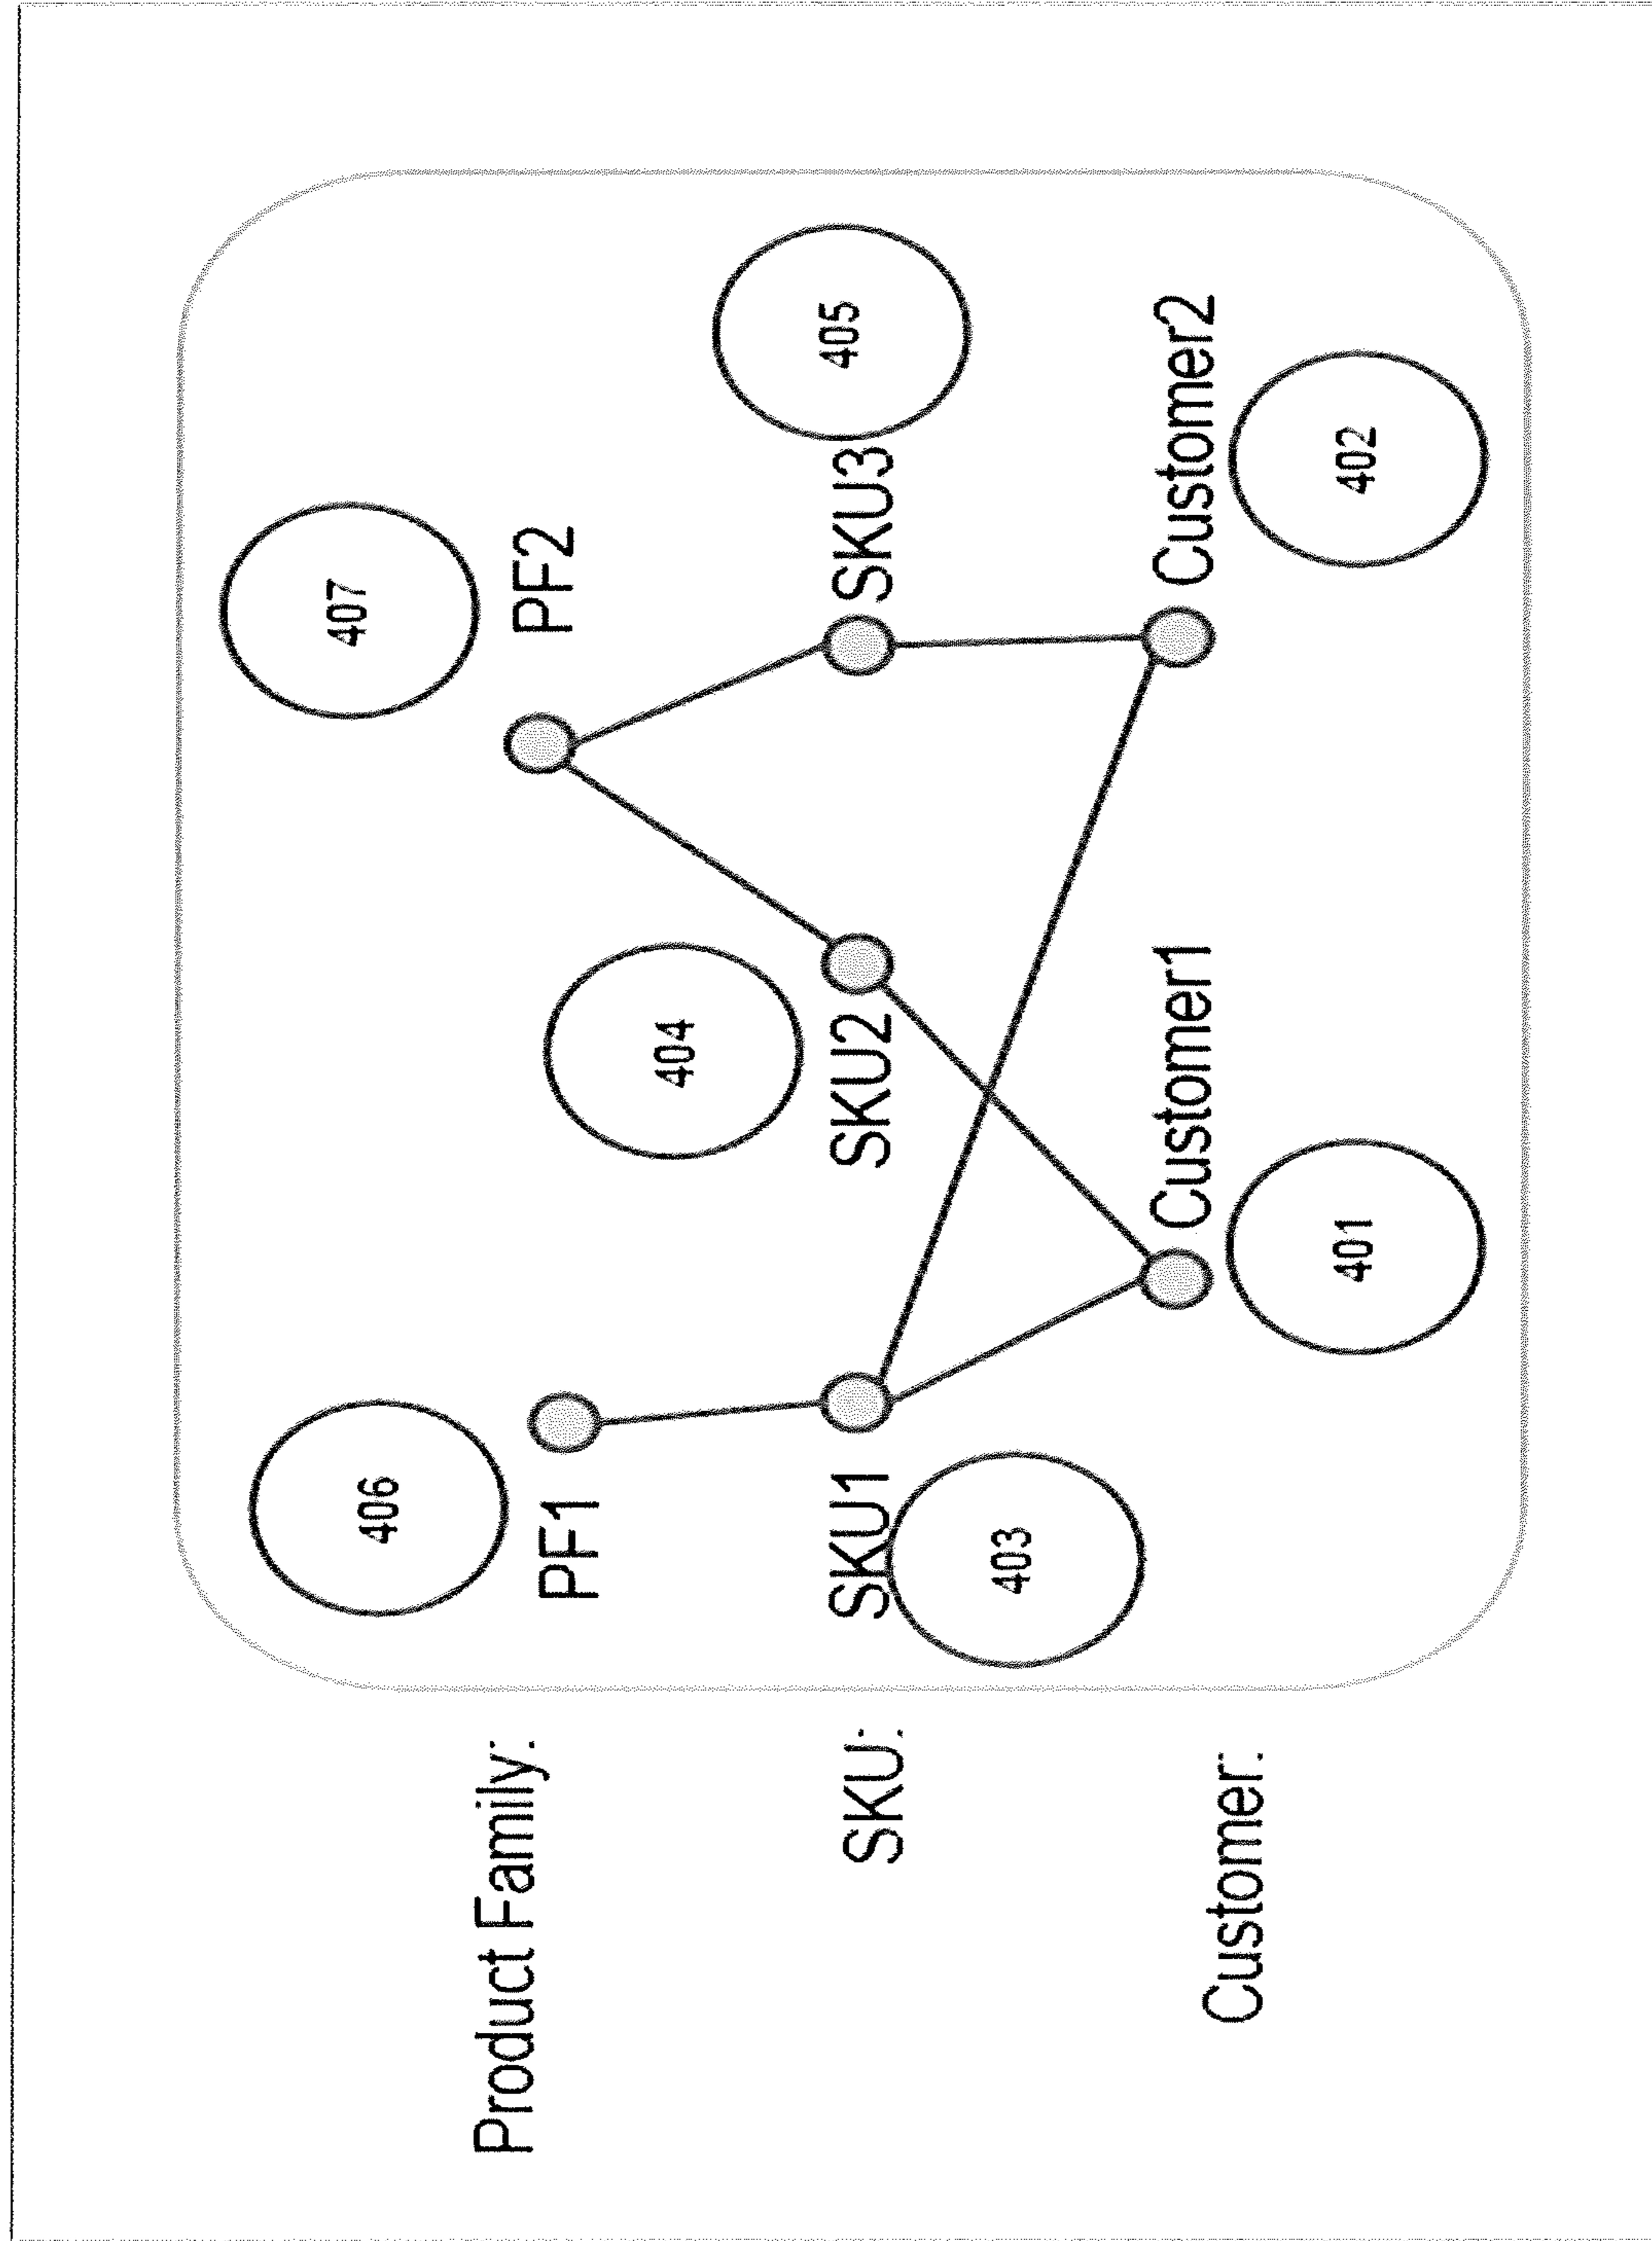 407
406
PF2
Product Family:
PF1
404
405
SKU:
SKU1
SKU2
SKU3
403
Customer:
Customer1
Customer2
401
402